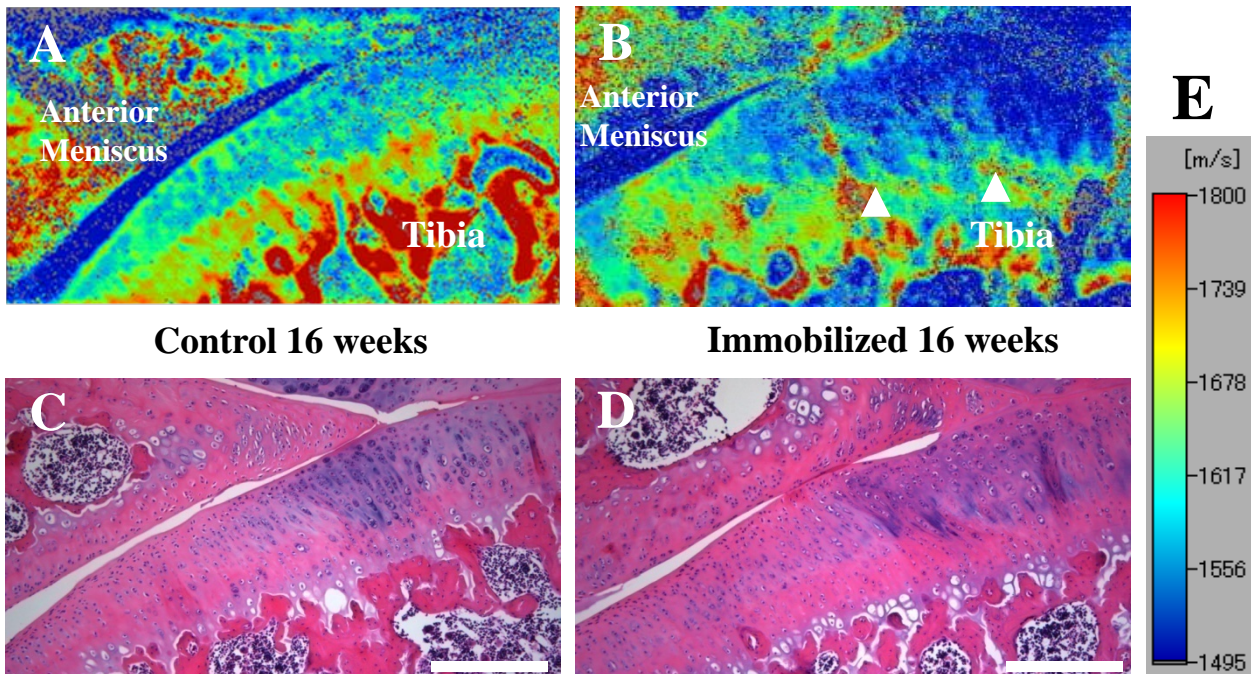 A
Anterior
Meniscus
Tibia
B
Anterior
Meniscus
Tibia
E
[m/s]
1800
1739
1678
1617
1556
1495
Control 16 weeks
Immobilized 16 weeks
C
D